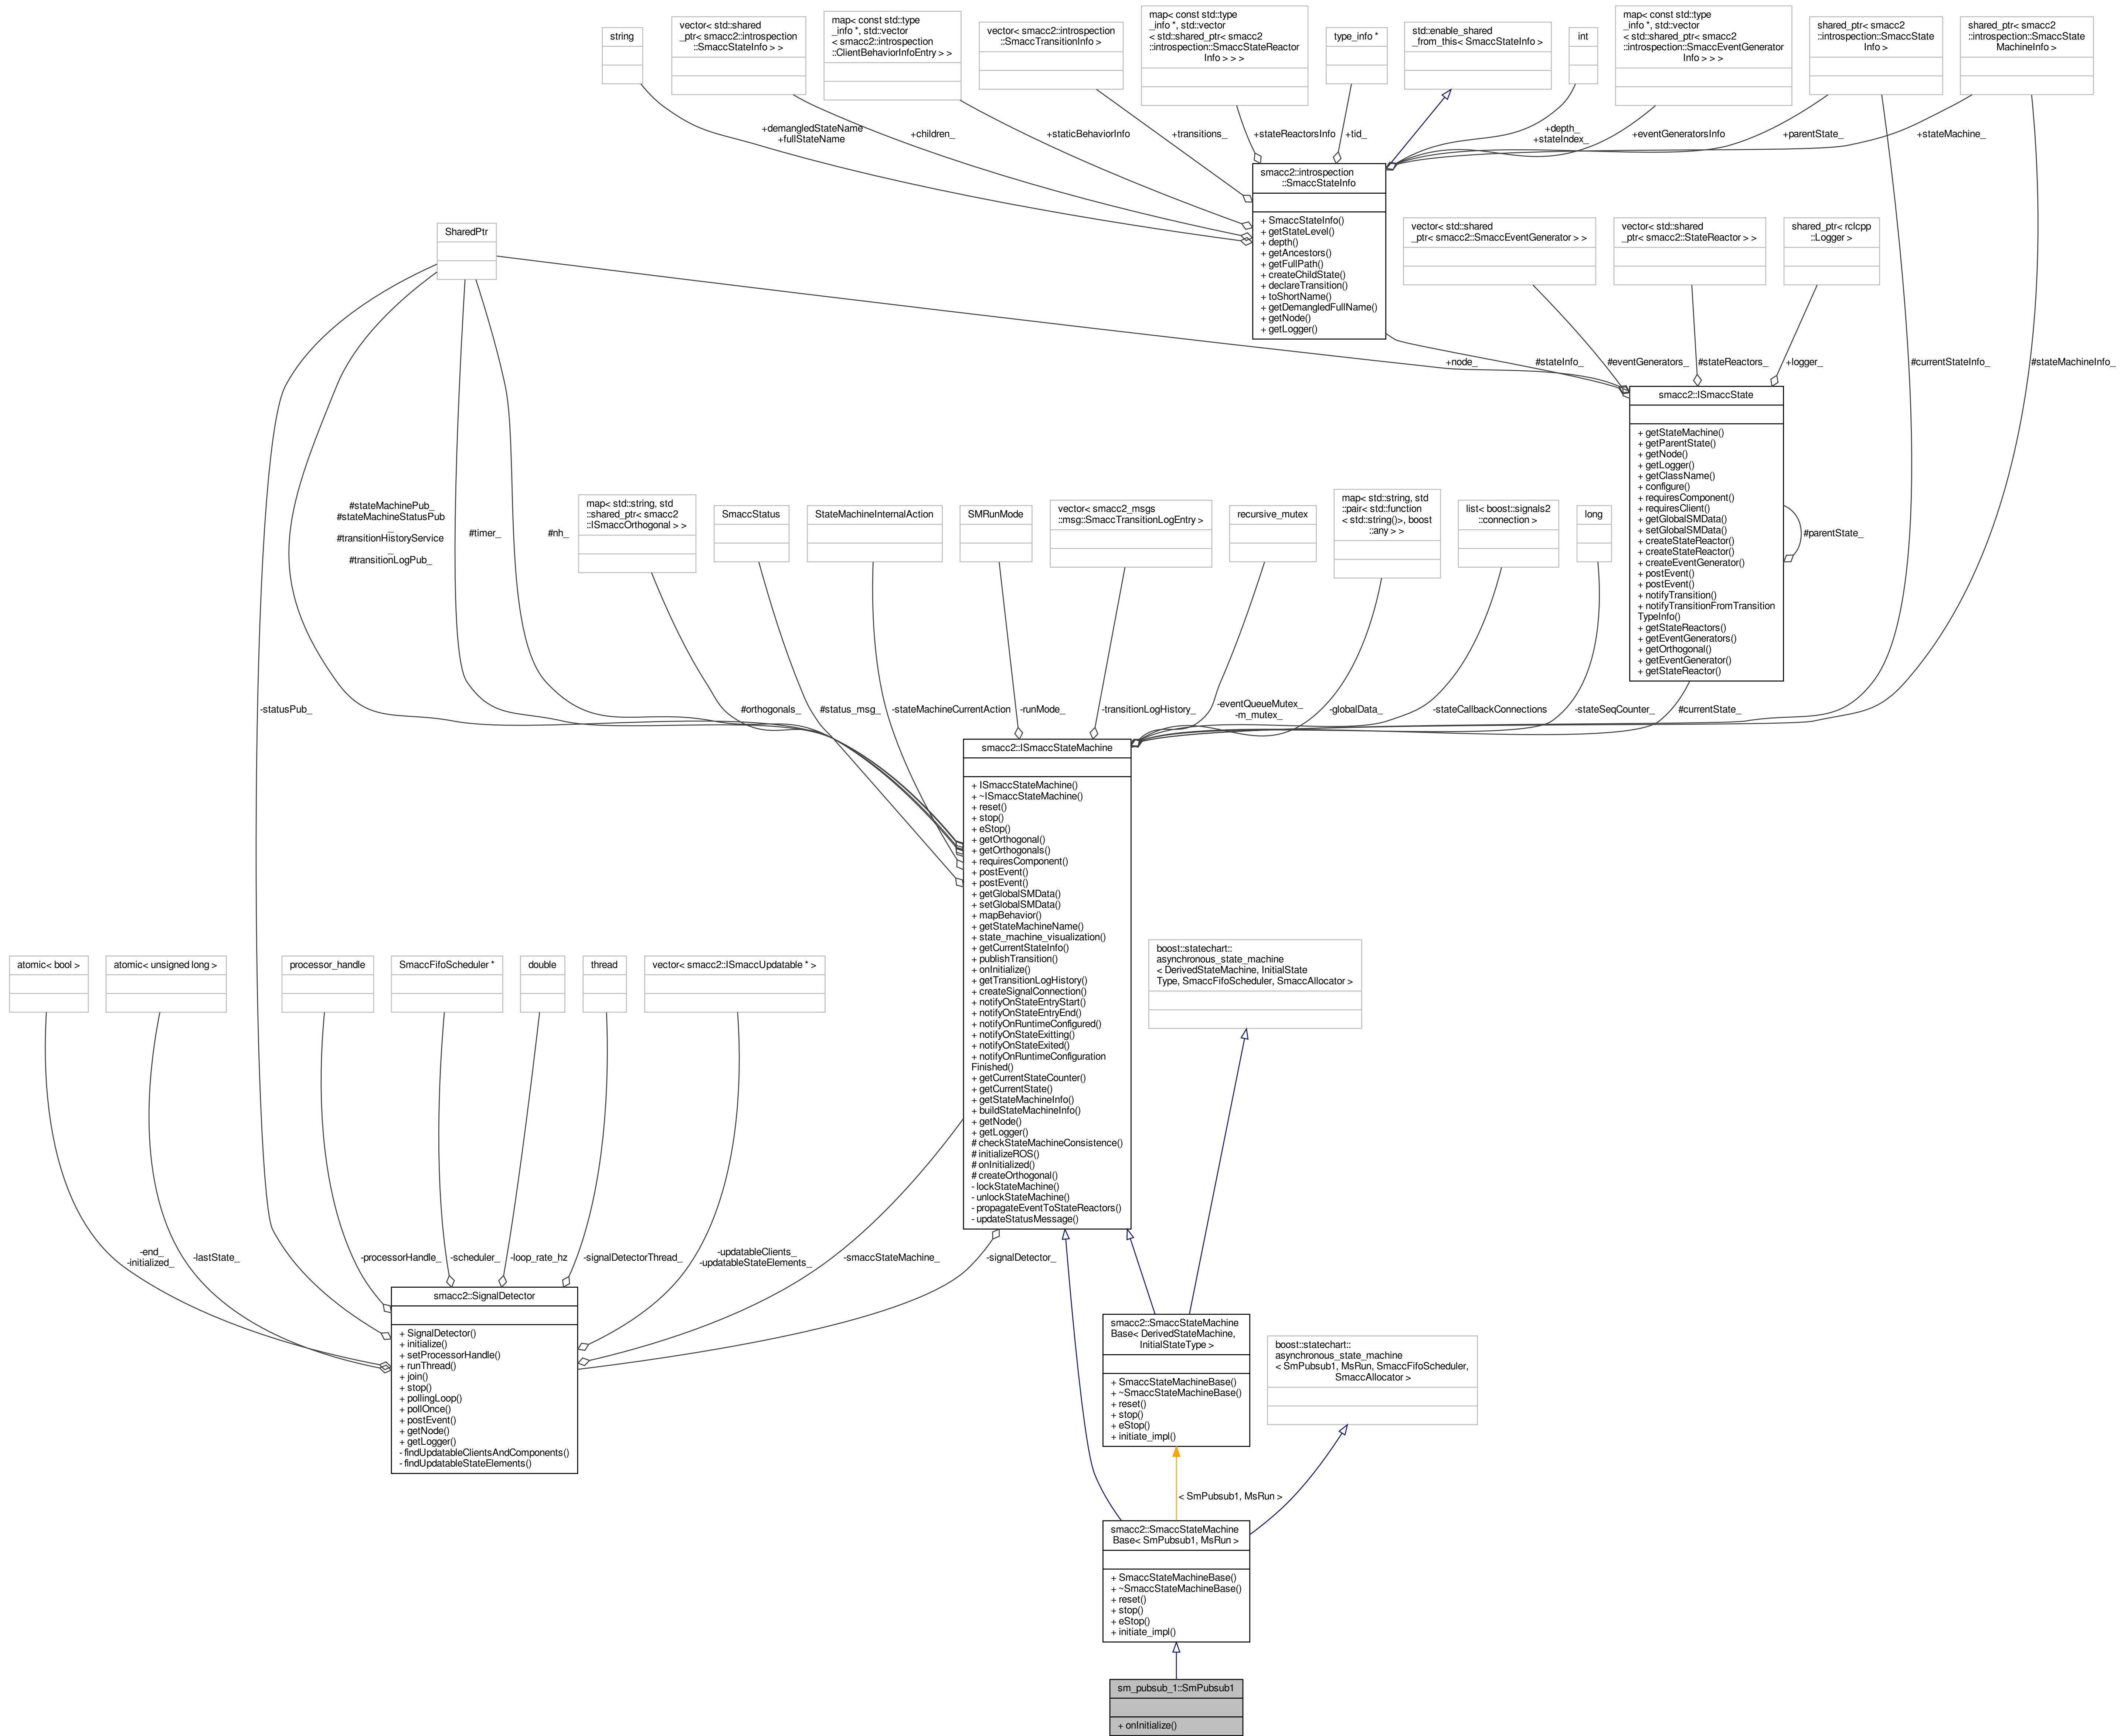 string
vector< std::shared
_ptr< smacc2::introspection
::SmaccStateInfo > >
map< const std::type
_info *, std::vector
< smacc2::introspection
::ClientBehaviorInfoEntry > >
vector< smacc2::introspection
::SmaccTransitionInfo >
map< const std::type
_info *, std::vector
< std::shared_ptr< smacc2
::introspection::SmaccStateReactor
Info > > >
type_info *
std::enable_shared
_from_this< SmaccStateInfo >
int
map< const std::type
_info *, std::vector
< std::shared_ptr< smacc2
::introspection::SmaccEventGenerator
Info > > >
shared_ptr< smacc2
::introspection::SmaccState
Info >
shared_ptr< smacc2
::introspection::SmaccState
MachineInfo >
+demangledStateName
+fullStateName
+children_
+staticBehaviorInfo
+transitions_
+stateReactorsInfo
+tid_
+depth_
+stateIndex_
+eventGeneratorsInfo
+parentState_
+stateMachine_
smacc2::introspection
::SmaccStateInfo
+ SmaccStateInfo()
+ getStateLevel()
+ depth()
+ getAncestors()
+ getFullPath()
+ createChildState()
+ declareTransition()
+ toShortName()
+ getDemangledFullName()
+ getNode()
+ getLogger()
SharedPtr
vector< std::shared
_ptr< smacc2::SmaccEventGenerator > >
vector< std::shared
_ptr< smacc2::StateReactor > >
shared_ptr< rclcpp
::Logger >
+node_
#stateInfo_
#eventGenerators_
#stateReactors_
+logger_
#currentStateInfo_
#stateMachineInfo_
smacc2::ISmaccState
+ getStateMachine()
+ getParentState()
+ getNode()
+ getLogger()
+ getClassName()
+ configure()
+ requiresComponent()
+ requiresClient()
+ getGlobalSMData()
+ setGlobalSMData()
+ createStateReactor()
+ createStateReactor()
+ createEventGenerator()
+ postEvent()
+ postEvent()
+ notifyTransition()
+ notifyTransitionFromTransition
TypeInfo()
+ getStateReactors()
+ getEventGenerators()
+ getOrthogonal()
+ getEventGenerator()
+ getStateReactor()
#parentState_
#stateMachinePub_
#stateMachineStatusPub
_
#transitionHistoryService
_
#transitionLogPub_
#timer_
#nh_
map< std::string, std
::shared_ptr< smacc2
::ISmaccOrthogonal > >
SmaccStatus
StateMachineInternalAction
SMRunMode
vector< smacc2_msgs
::msg::SmaccTransitionLogEntry >
recursive_mutex
map< std::string, std
::pair< std::function
< std::string()>, boost
::any > >
list< boost::signals2
::connection >
long
-statusPub_
#orthogonals_
#status_msg_
-stateMachineCurrentAction
-runMode_
-transitionLogHistory_
-eventQueueMutex_
-m_mutex_
-globalData_
-stateCallbackConnections
-stateSeqCounter_
#currentState_
smacc2::ISmaccStateMachine
+ ISmaccStateMachine()
+ ~ISmaccStateMachine()
+ reset()
+ stop()
+ eStop()
+ getOrthogonal()
+ getOrthogonals()
+ requiresComponent()
+ postEvent()
+ postEvent()
+ getGlobalSMData()
+ setGlobalSMData()
+ mapBehavior()
+ getStateMachineName()
+ state_machine_visualization()
+ getCurrentStateInfo()
+ publishTransition()
+ onInitialize()
+ getTransitionLogHistory()
+ createSignalConnection()
+ notifyOnStateEntryStart()
+ notifyOnStateEntryEnd()
+ notifyOnRuntimeConfigured()
+ notifyOnStateExitting()
+ notifyOnStateExited()
+ notifyOnRuntimeConfiguration
Finished()
+ getCurrentStateCounter()
+ getCurrentState()
+ getStateMachineInfo()
+ buildStateMachineInfo()
+ getNode()
+ getLogger()
# checkStateMachineConsistence()
# initializeROS()
# onInitialized()
# createOrthogonal()
- lockStateMachine()
- unlockStateMachine()
- propagateEventToStateReactors()
- updateStatusMessage()
atomic< bool >
atomic< unsigned long >
processor_handle
SmaccFifoScheduler *
double
thread
vector< smacc2::ISmaccUpdatable * >
boost::statechart::
asynchronous_state_machine
< DerivedStateMachine, InitialState
Type, SmaccFifoScheduler, SmaccAllocator >
-end_
-initialized_
-lastState_
-processorHandle_
-scheduler_
-loop_rate_hz
-signalDetectorThread_
-updatableClients_
-updatableStateElements_
-smaccStateMachine_
-signalDetector_
smacc2::SignalDetector
+ SignalDetector()
+ initialize()
+ setProcessorHandle()
+ runThread()
+ join()
+ stop()
+ pollingLoop()
+ pollOnce()
+ postEvent()
+ getNode()
+ getLogger()
- findUpdatableClientsAndComponents()
- findUpdatableStateElements()
smacc2::SmaccStateMachine
Base< DerivedStateMachine,
InitialStateType >
+ SmaccStateMachineBase()
+ ~SmaccStateMachineBase()
+ reset()
+ stop()
+ eStop()
+ initiate_impl()
boost::statechart::
asynchronous_state_machine
< SmPubsub1, MsRun, SmaccFifoScheduler,
SmaccAllocator >
< SmPubsub1, MsRun >
smacc2::SmaccStateMachine
Base< SmPubsub1, MsRun >
+ SmaccStateMachineBase()
+ ~SmaccStateMachineBase()
+ reset()
+ stop()
+ eStop()
+ initiate_impl()
sm_pubsub_1::SmPubsub1
+ onInitialize()